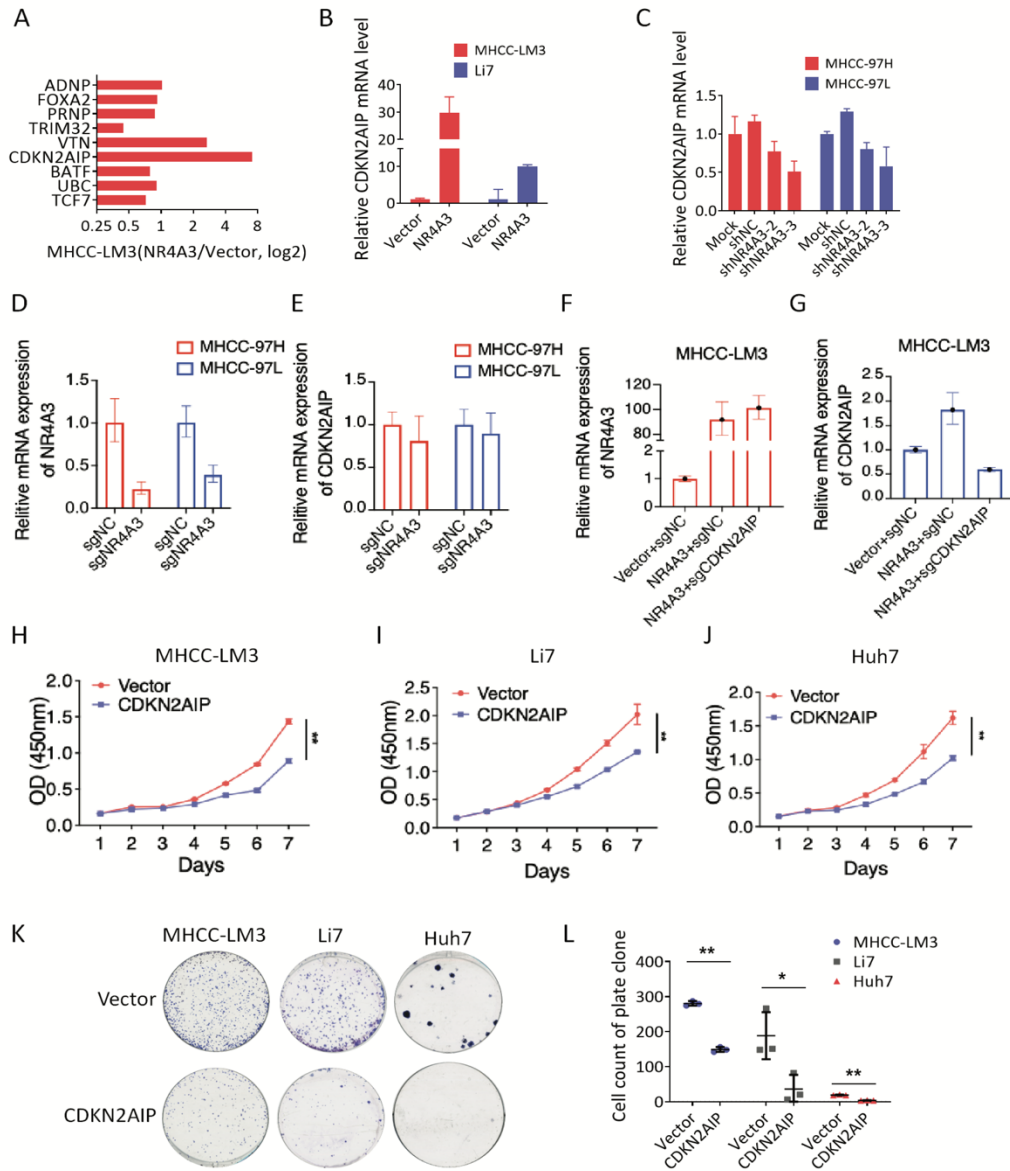 A
ADNP
FOXA2
PRNP
TRIM32
VTN
CDKN2AIP
BATF
UBC
TCF7
0.25 0.5 1 2 4 8
MHCC-LM3(NR4A3/Vector, log2)
B
MHCC-LM3
Li7
Relative CDKN2AIP mRNA level
40
30
20
10
5
0
Vector
NR4A3
Vector
NR4A3
C
MHCC-97H
MHCC-97L
Relative CDKN2AIP mRNA level
1.5
1.0
0.5
0.0
Mock
shNC
shNR4A3-2
shNR4A3-3
Mock
shNC
shNR4A3-2
shNR4A3-3
D
MHCC-97H
MHCC-97L
Relitive mRNA expression
of NR4A3
1.5
1.0
0.5
0.0
sgNC
sgNR4A3
sgNC
sgNR4A3
E
MHCC-97H
MHCC-97L
Relitive mRNA expression
of CDKN2AIP
1.5
1.0
0.5
0.0
sgNC
sgNR4A3
sgNC
sgNR4A3
F
MHCC-LM3
Relitive mRNA expression
of NR4A3
120
100
80
2
1
0
Vector+sgNC
NR4A3+sgNC
NR4A3+sgCDKN2AIP
G
MHCC-LM3
Relitive mRNA expression
of CDKN2AIP
2.5
2.0
1.5
1.0
0.5
0.0
Vector+sgNC
NR4A3+sgNC
NR4A3+sgCDKN2AIP
H
MHCC-LM3
Vector
CDKN2AIP
OD (450nm)
2.0
1.5
1.0
0.5
0.0
**
1 2 3 4 5 6 7
Days
I
Li7
Vector
CDKN2AIP
OD (450nm)
2.5
2.0
1.5
1.0
0.5
0.0
**
1 2 3 4 5 6 7
Days
J
Huh7
Vector
CDKN2AIP
OD (450nm)
2.0
1.5
1.0
0.5
0.0
**
1 2 3 4 5 6 7
Days
K
MHCC-LM3 Li7 Huh7
Vector
CDKN2AIP
L
MHCC-LM3
Li7
Huh7
Cell count of plate clone
400
300
200
100
0
**
*
**
Vector
CDKN2AIP
Vector
CDKN2AIP
Vector
CDKN2AIP